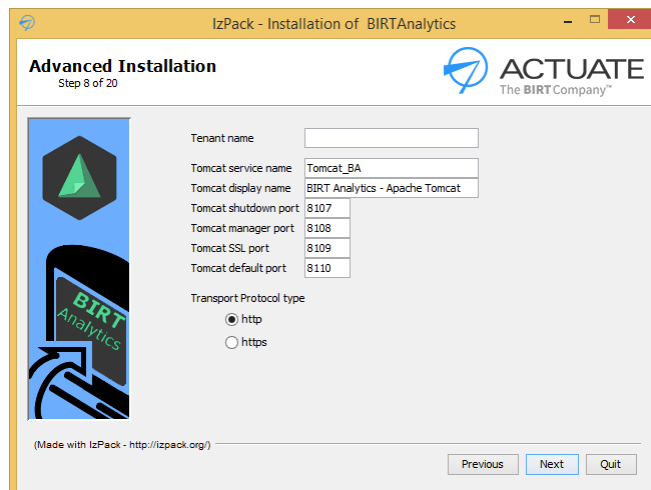 IzPack - Installation of BIRTAnalytics
Advanced Installation
Step 8 of 20
ACTUATE
The BIRT Company™
Tenant name
Tomcat service name Tomcat_BA
Tomcat display name BIRT Analytics - Apache Tomcat
Tomcat shutdown port 8107
Tomcat manager port 8108
Tomcat SSL port 8109
Tomcat default port 8110
Transport Protocol type
http
https
BIRT
Analytics
(Made with IzPack - http://izpack.org/)
Previous Next Quit